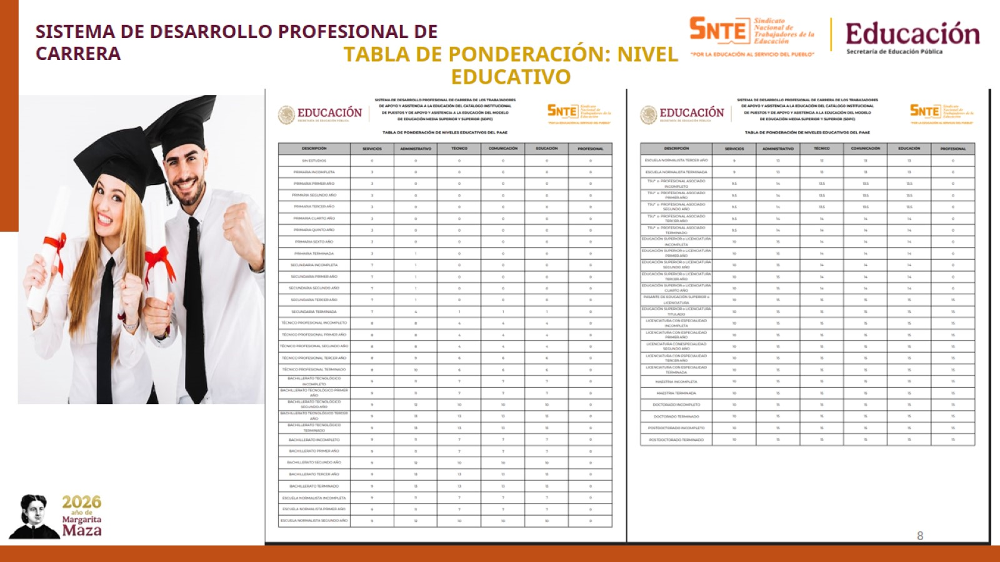 SISTEMA DE DESARROLLO PROFESIONAL DE
CARRERA
TABLA DE PONDERACIÓN: NIVEL
EDUCATIVO
SNTE Sindicato
Nacional de
Trabajadores de la
Educación
"POR LA EDUCACIÓN AL SERVICIO DEL PUEBLO"
Educación
Secretaría de Educación Pública
EDUCACIÓN
SECRETARÍA DE EDUCACIÓN PÚBLICA
SISTEMA DE DESARROLLO PROFESIONAL DE CARRERA DE LOS TRABAJADORES
DE APOYO Y ASISTENCIA A LA EDUCACIÓN DEL CATÁLOGO INSTITUCIONAL
DE PUESTOS Y DE APOYO Y ASISTENCIA A LA EDUCACIÓN DEL MODELO
DE EDUCACIÓN MEDIA SUPERIOR Y SUPERIOR (SDPC)
SNTE Sindicato
Nacional de
Trabajadores de la
Educación
"POR LA EDUCACIÓN AL SERVICIO DEL PUEBLO"
TABLA DE PONDERACIÓN DE NIVELES EDUCATIVOS DEL PAAE
DESCRIPCIÓN SERVICIOS ADMINISTRATIVO TÉCNICO COMUNICACIÓN EDUCACIÓN PROFESIONAL
SIN ESTUDIOS 0 0 0 0 0 0
PRIMARIA INCOMPLETA 3 0 0 0 0 0
PRIMARIA PRIMER AÑO 3 0 0 0 0 0
PRIMARIA SEGUNDO AÑO 3 0 0 0 0 0
PRIMARIA TERCER AÑO 3 0 0 0 0 0
PRIMARIA CUARTO AÑO 3 0 0 0 0 0
PRIMARIA QUINTO AÑO 3 0 0 0 0 0
PRIMARIA SEXTO AÑO 3 0 0 0 0 0
PRIMARIA TERMINADA 3 1 0 0 0 0
SECUNDARIA INCOMPLETA 7 1 0 0 0 0
SECUNDARIA PRIMER AÑO 7 1 0 0 0 0
SECUNDARIA SEGUNDO AÑO 7 1 0 0 0 0
SECUNDARIA TERCER AÑO 7 1 0 0 0 0
SECUNDARIA TERMINADA 7 4 1 1 1 0
TÉCNICO PROFESIONAL INCOMPLETO 8 8 4 4 4 0
TÉCNICO PROFESIONAL PRIMER AÑO 8 8 4 4 4 0
TÉCNICO PROFESIONAL SEGUNDO AÑO 8 8 4 4 4 0
TÉCNICO PROFESIONAL TERCER AÑO 8 9 6 6 6 0
TÉCNICO PROFESIONAL TERMINADO 8 10 6 6 6 0
BACHILLERATO TECNOLÓGICO
INCOMPLETO 9 11 7 7 7 0
BACHILLERATO TECNOLÓGICO PRIMER
AÑO 9 11 7 7 7 0
BACHILLERATO TECNOLÓGICO
SEGUNDO AÑO 9 12 10 10 10 0
BACHILLERATO TECNOLÓGICO TERCER
AÑO 9 13 13 13 13 0
BACHILLERATO TECNOLÓGICO
TERMINADO 9 13 13 13 13 0
BACHILLERATO INCOMPLETO 9 11 7 7 7 0
BACHILLERATO PRIMER AÑO 9 11 7 7 7 0
BACHILLERATO SEGUNDO AÑO 9 12 10 10 10 0
BACHILLERATO TERCER AÑO 9 13 13 13 13 0
BACHILLERATO TERMINADO 9 13 13 13 13 0
ESCUELA NORMALISTA INCOMPLETA 9 11 7 7 7 0
ESCUELA NORMALISTA PRIMER AÑO 9 11 7 7 7 0
ESCUELA NORMALISTA SEGUNDO AÑO 9 12 10 10 10 0
EDUCACIÓN
SECRETARÍA DE EDUCACIÓN PÚBLICA
SISTEMA DE DESARROLLO PROFESIONAL DE CARRERA DE LOS TRABAJADORES
DE APOYO Y ASISTENCIA A LA EDUCACIÓN DEL CATÁLOGO INSTITUCIONAL
DE PUESTOS Y DE APOYO Y ASISTENCIA A LA EDUCACIÓN DEL MODELO
DE EDUCACIÓN MEDIA SUPERIOR Y SUPERIOR (SDPC)
SNTE Sindicato
Nacional de
Trabajadores de la
Educación
"POR LA EDUCACIÓN AL SERVICIO DEL PUEBLO"
TABLA DE PONDERACIÓN DE NIVELES EDUCATIVOS DEL PAAE
DESCRIPCIÓN SERVICIOS ADMINISTRATIVO TÉCNICO COMUNICACIÓN EDUCACIÓN PROFESIONAL
ESCUELA NORMALISTA TERCER AÑO 9 13 13 13 13 0
ESCUELA NORMALISTA TERMINADA 9 13 13 13 13 0
TSU* o PROFESIONAL ASOCIADO
INCOMPLETO 9.5 14 13.5 13.5 13.5 0
TSU* o PROFESIONAL ASOCIADO
PRIMER AÑO 9.5 14 13.5 13.5 13.5 0
TSU* o PROFESIONAL ASOCIADO
SEGUNDO AÑO 9.5 14 13.5 13.5 13.5 0
TSU* o PROFESIONAL ASOCIADO
TERCER AÑO 9.5 14 14 14 14 0
TSU* o PROFESIONAL ASOCIADO
TERMINADO 9.5 14 14 14 14 0
EDUCACIÓN SUPERIOR o LICENCIATURA
INCOMPLETA 10 15 14 14 14 0
EDUCACIÓN SUPERIOR o LICENCIATURA
PRIMER AÑO 10 15 14 14 14 0
EDUCACIÓN SUPERIOR o LICENCIATURA
SEGUNDO AÑO 10 15 14 14 14 0
EDUCACIÓN SUPERIOR o LICENCIATURA
TERCER AÑO 10 15 14 14 14 0
EDUCACIÓN SUPERIOR o LICENCIATURA
CUARTO AÑO 10 15 14 14 14 0
PASANTE DE EDUCACIÓN SUPERIOR o
LICENCIATURA 10 15 15 15 15 15
EDUCACIÓN SUPERIOR o LICENCIATURA
TITULADO 10 15 15 15 15 15
LICENCIATURA CON ESPECIALIDAD
INCOMPLETA 10 15 15 15 15 15
LICENCIATURA CON ESPECIALIDAD
PRIMER AÑO 10 15 15 15 15 15
LICENCIATURA CONESPECIALIDAD
SEGUNDO AÑO 10 15 15 15 15 15
LICENCIATURA CON ESPECIALIDAD
TERCER AÑO 10 15 15 15 15 15
LICENCIATURA CON ESPECIALIDAD
TERMINADA 10 15 15 15 15 15
MAESTRIA INCOMPLETA 10 15 15 15 15 15
MAESTRIA TERMINADA 10 15 15 15 15 15
DOCTORADO INCOMPLETO 10 15 15 15 15 15
DOCTORADO TERMINADO 10 15 15 15 15 15
POSTDOCTORADO INCOMPLETO 10 15 15 15 15 15
POSTDOCTORADO TERMINADO 10 15 15 15 15 15
2026
año de
Margarita
Maza
8